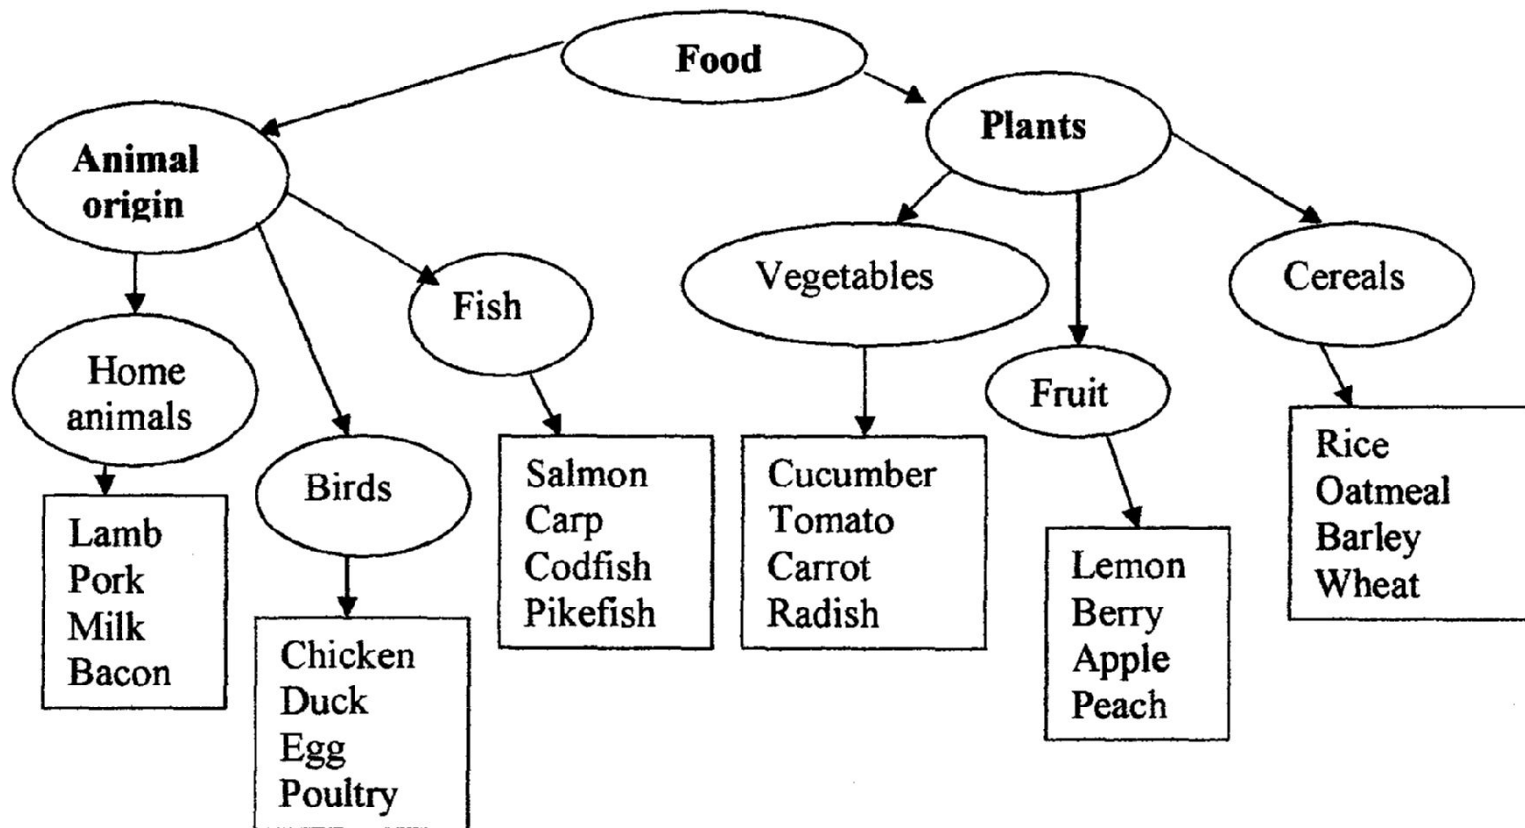 Food
Animal
origin
Plants
Home
animals
Birds
Fish
Vegetables
Fruit
Cereals
Lamb
Pork
Milk
Bacon
Chicken
Duck
Egg
Poultry
Salmon
Carp
Codfish
Pikefish
Cucumber
Tomato
Carrot
Radish
Lemon
Berry
Apple
Peach
Rice
Oatmeal
Barley
Wheat